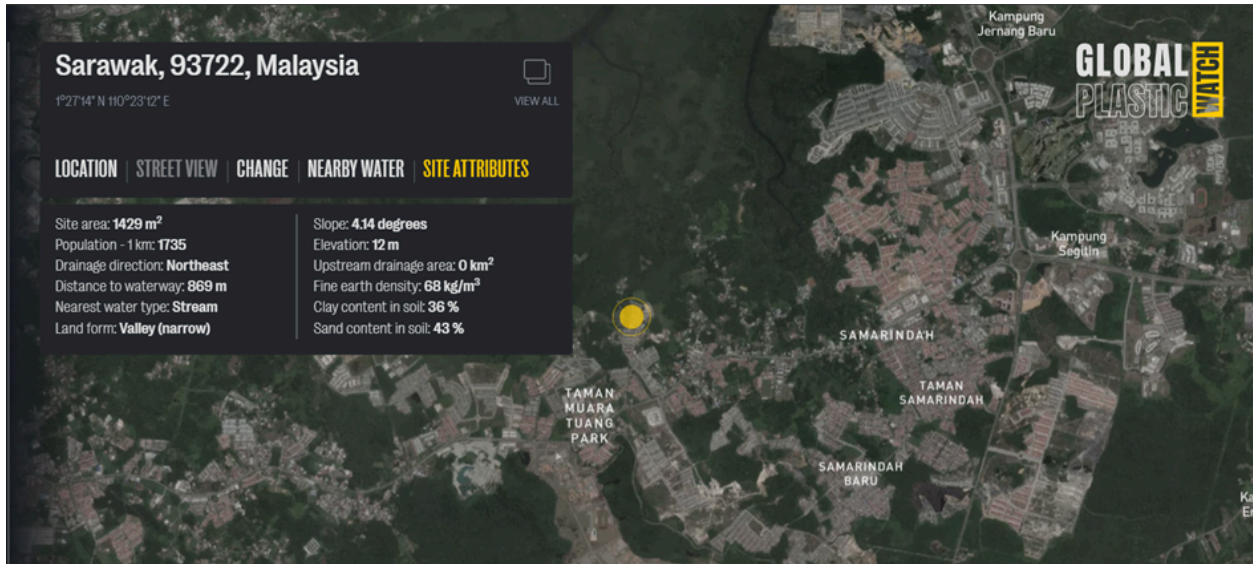 Sarawak, 93722, Malaysia
1°27'14" N 110°23'12" E
VIEW ALL
LOCATION | STREET VIEW | CHANGE | NEARBY WATER | SITE ATTRIBUTES
Site area: 1429 m²
Population - 1 km: 1735
Drainage direction: Northeast
Distance to waterway: 869 m
Nearest water type: Stream
Land form: Valley (narrow)
Slope: 4.14 degrees
Elevation: 12 m
Upstream drainage area: 0 km²
Fine earth density: 68 kg/m³
Clay content in soil: 36 %
Sand content in soil: 43 %
Kampung
Jernang Baru
GLOBAL
PLASTIC
WATCH
Kampung
Segitin
SAMARINDAH
TAMAN
SAMARINDAH
TAMAN
MUARA
TUANG
PARK
SAMARINDAH
BARU